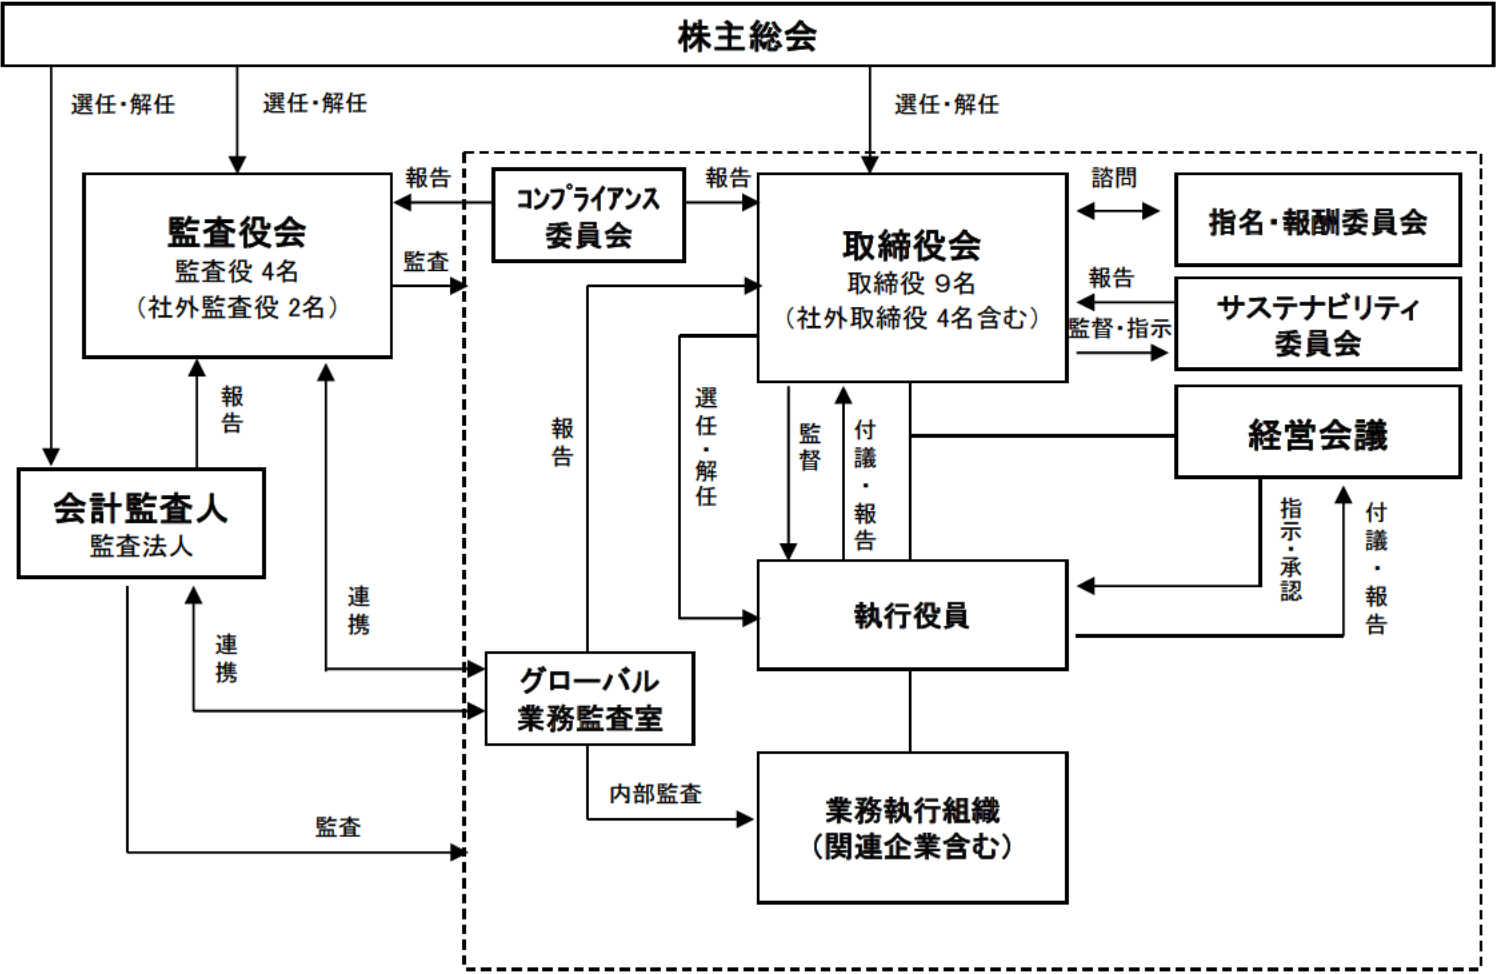 株主総会
選任・解任
選任・解任
選任・解任
報告
コンプライアンス
委員会
報告
諮問
指名・報酬委員会
監査役会
監査役 4名
（社外監査役 2名）
監査
取締役会
取締役 9名
（社外取締役 4名含む）
報告
監督・指示
サステナビリティ
委員会
報告
報告
選任・解任
監督
付議・報告
経営会議
会計監査人
監査法人
指示・承認
付議・報告
連携
連携
執行役員
グローバル
業務監査室
内部監査
監査
業務執行組織
（関連企業含む）